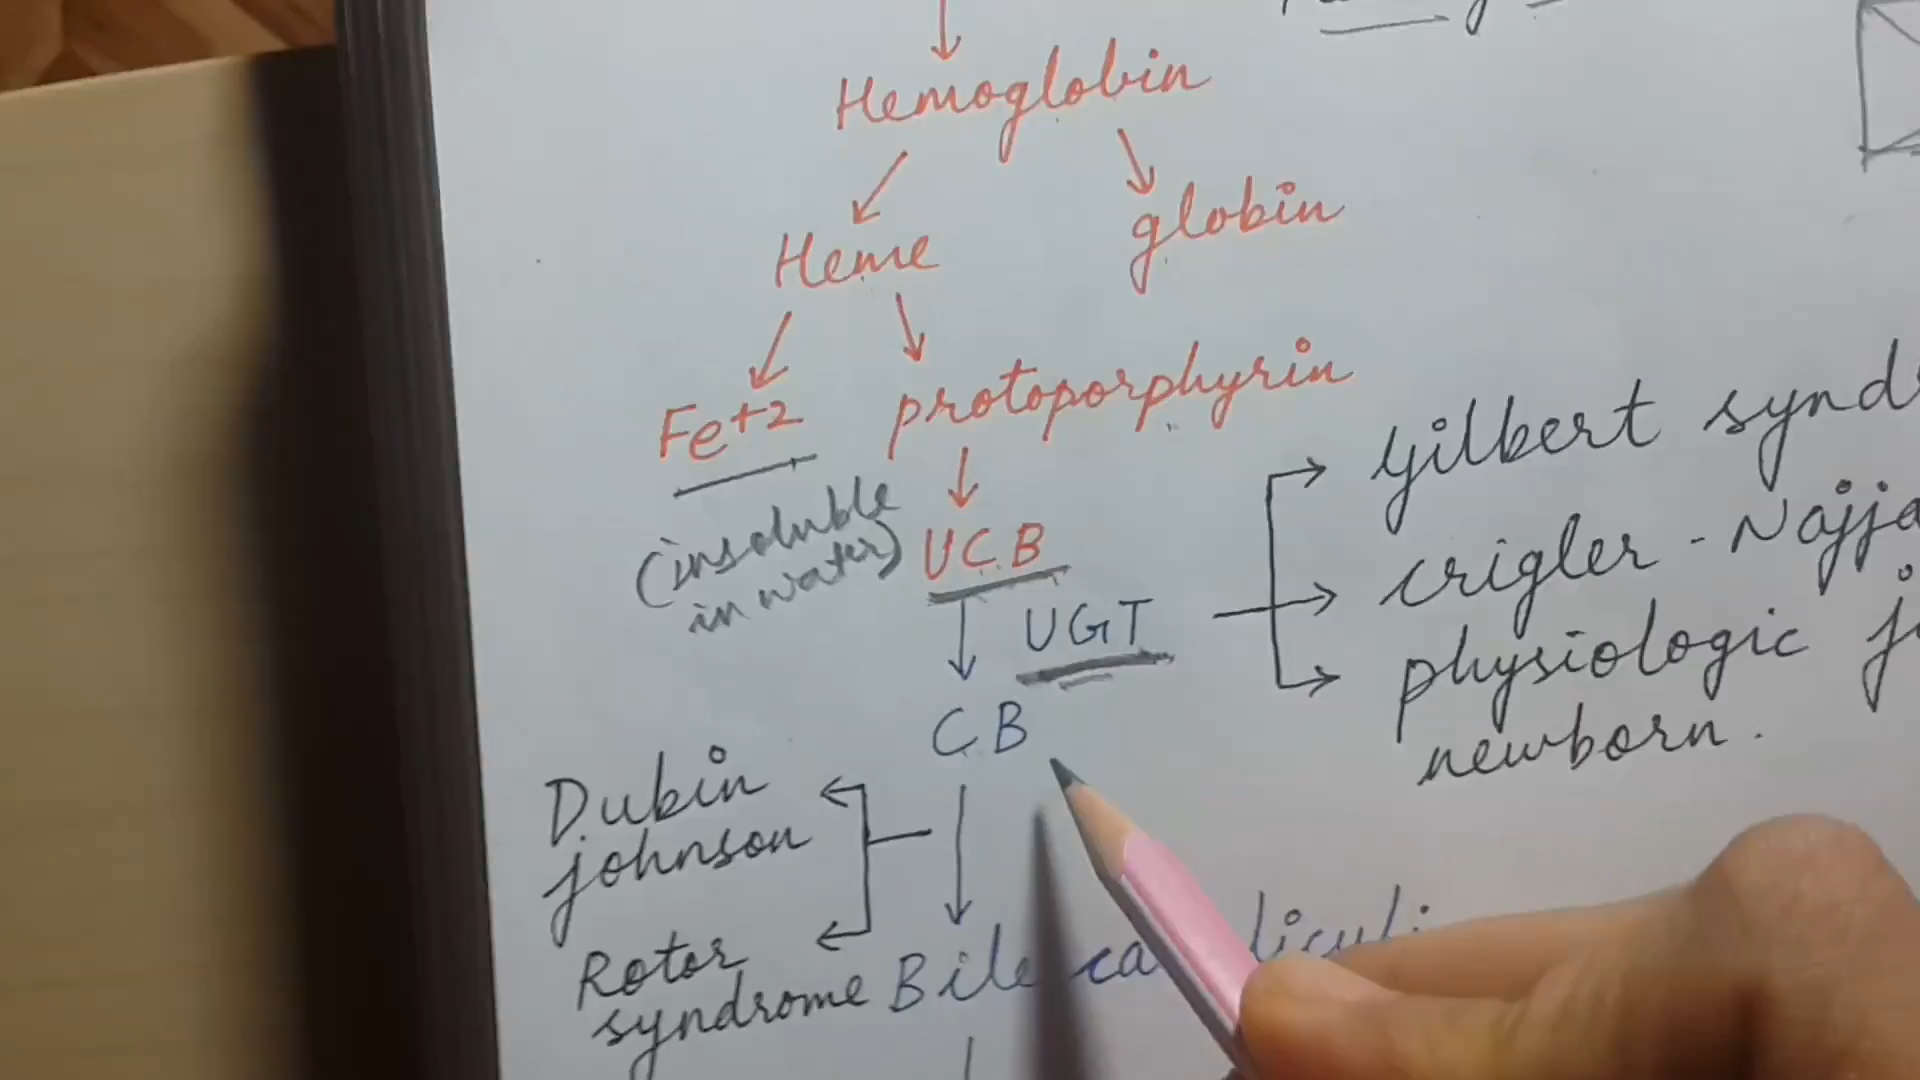 Hemoglobin
Heme
globin
Fe+2
protoporphyrin
(insoluble
in water)
UCB
UGT
Gilbert
crigler - Najja
physiologic
newborn.
CB
Dubin
johnson
Rotor
syndrome
Bile